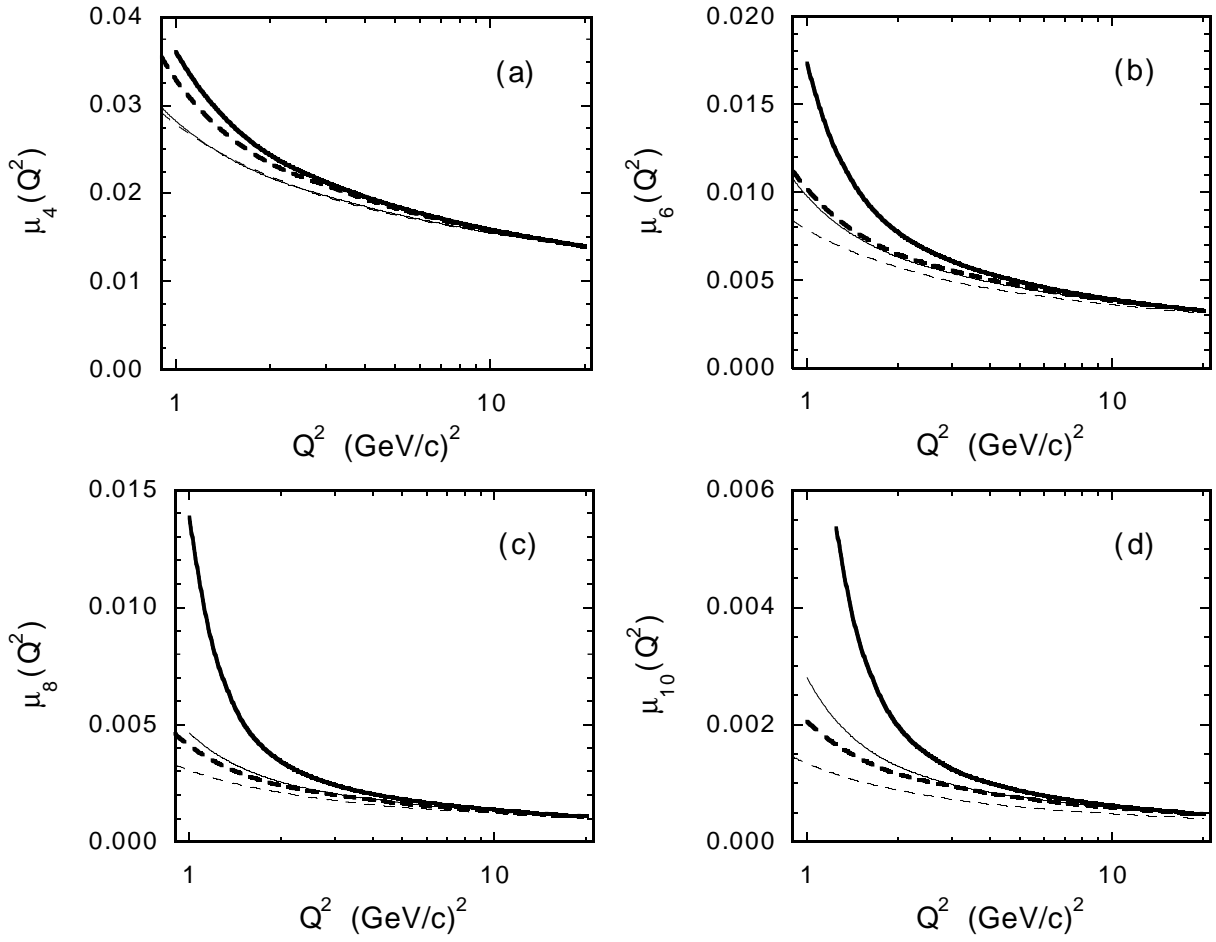 (a)
0.04
0.03
0.02
0.01
0.00
μ4(Q²)
1
10
Q² (GeV/c)²
(b)
0.020
0.015
0.010
0.005
0.000
μ6(Q²)
1
10
Q² (GeV/c)²
(c)
0.015
0.010
0.005
0.000
μ8(Q²)
1
10
Q² (GeV/c)²
(d)
0.006
0.004
0.002
0.000
μ10(Q²)
1
10
Q² (GeV/c)²